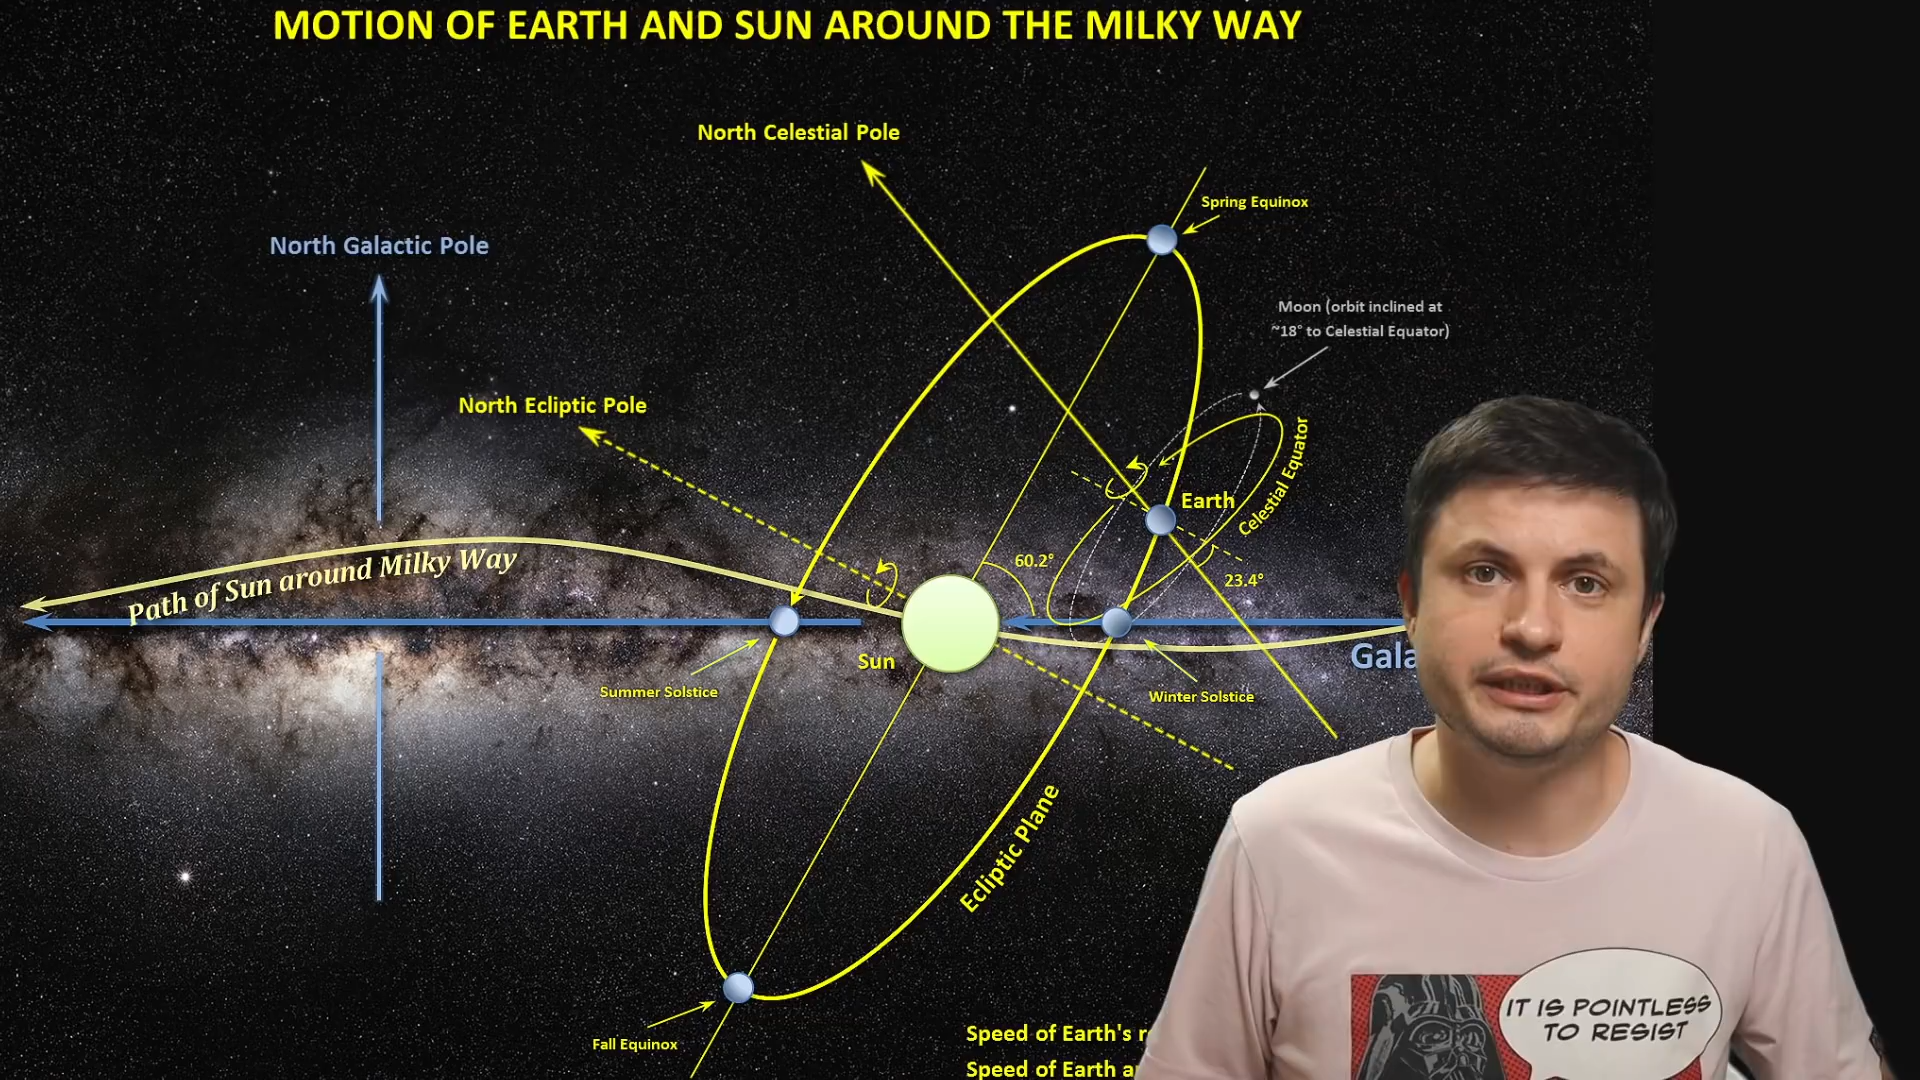 MOTION OF EARTH AND SUN AROUND THE MILKY WAY
North Celestial Pole
Spring Equinox
North Galactic Pole
Moon (orbit inclined at
~18° to Celestial Equator)
North Ecliptic Pole
Celestial Equator
Earth
60.2°
23.4°
Path of Sun around Milky Way
Sun
Gala
Summer Solstice
Winter Solstice
Ecliptic Plane
IT IS POINTLESS
TO RESIST
Speed of Earth's
Fall Equinox
Speed of Earth